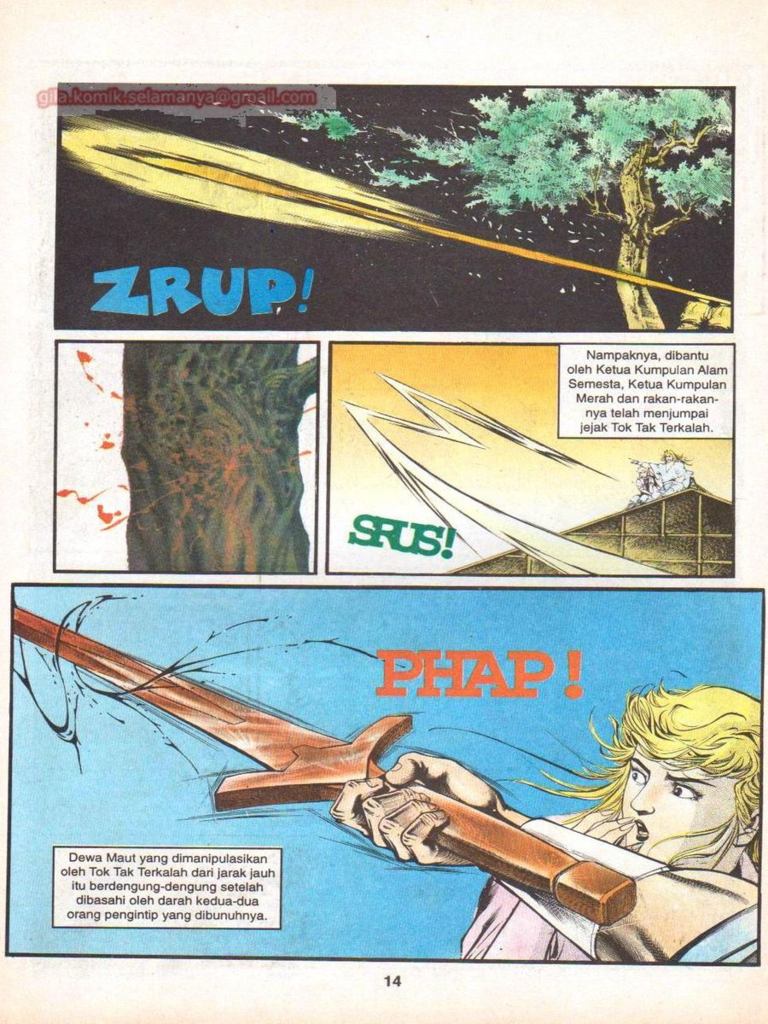 gila.komik.selamanya@gmail.com
ZRUP!
Nampaknya, dibantu
oleh Ketua Kumpulan Alam
Semesta, Ketua Kumpulan
Merah dan rakan-rakan-
nya telah menjumpai
jejak Tok Tak Terkalah.
SRUS!
PHAP!
Dewa Maut yang dimanipulasikan
oleh Tok Tak Terkalah dari jarak jauh
itu berdengung-dengung setelah
dibasahi oleh darah kedua-dua
orang pengintip yang dibunuhnya.
14